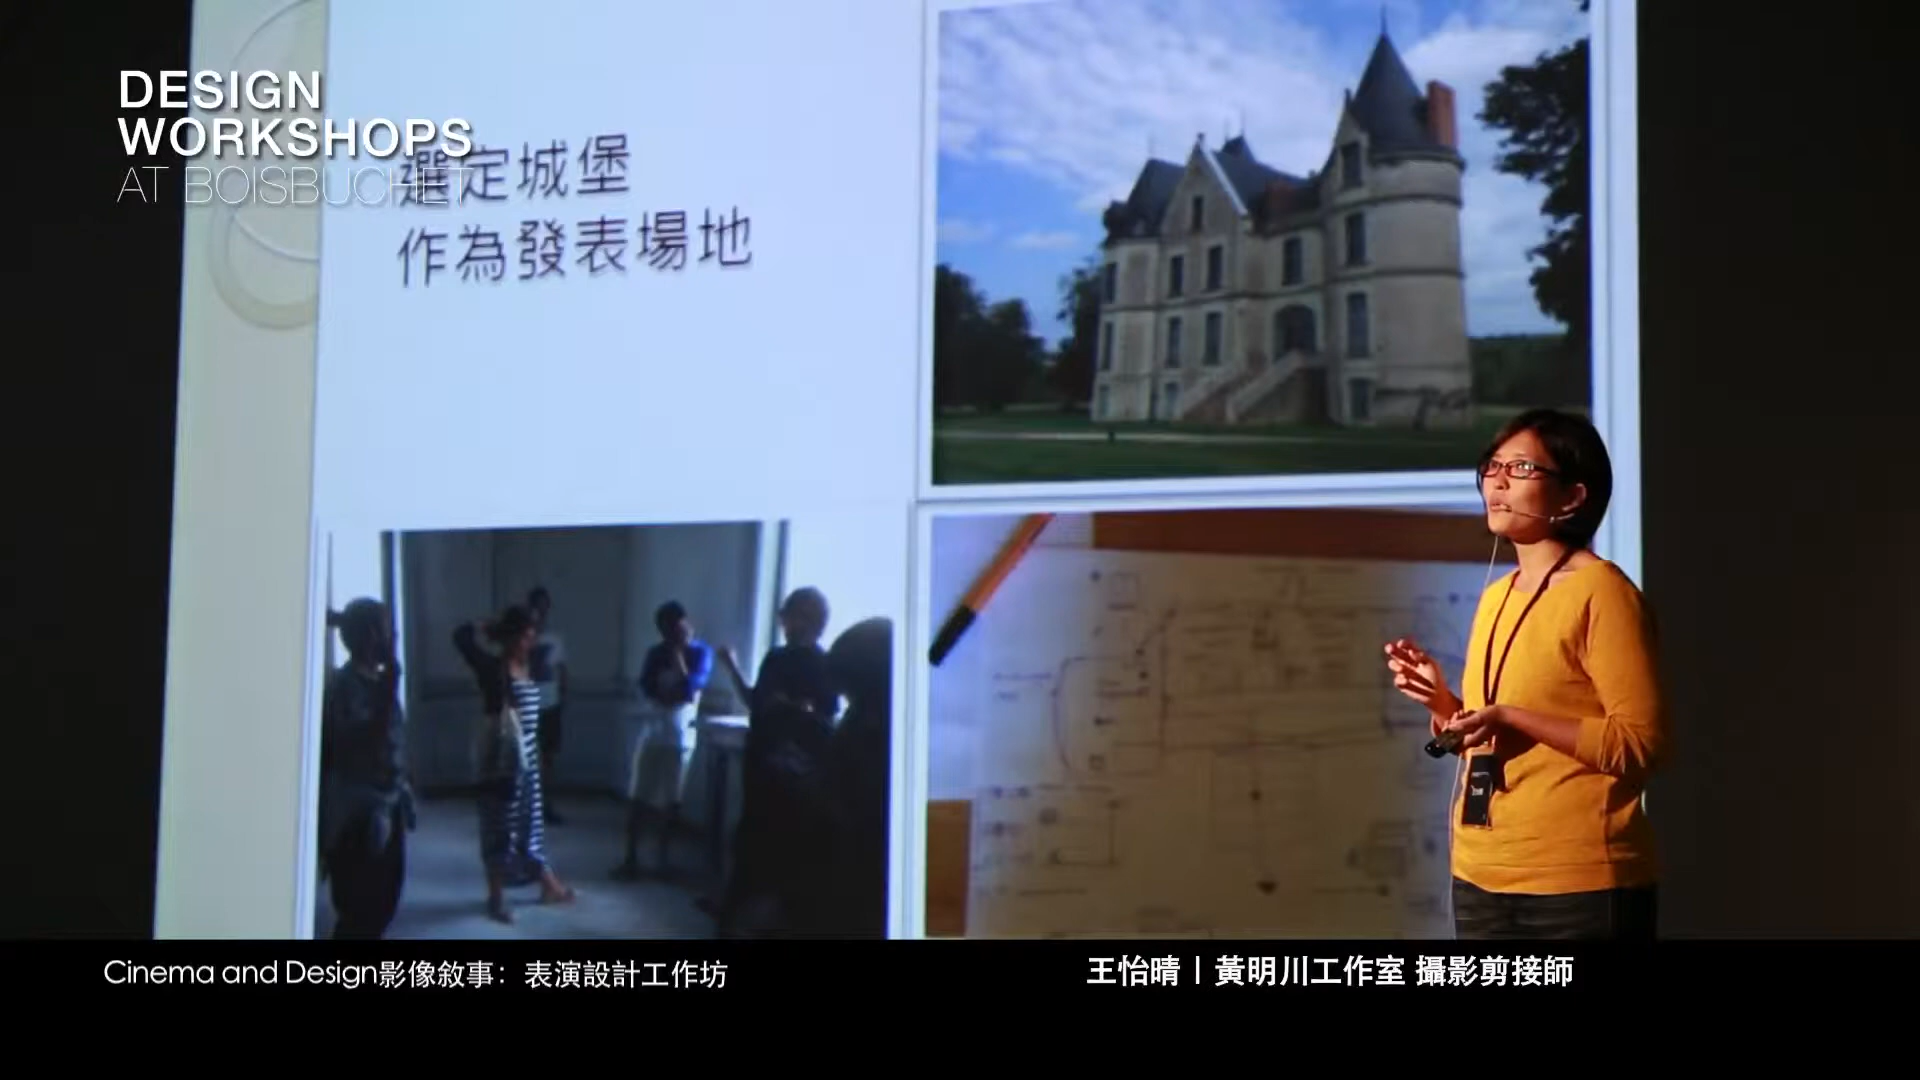 DESIGN
WORKSHOPS
AT BOISBUCHET
選定城堡
作為發表場地
Cinema and Design影像敘事：表演設計工作坊
王怡晴 | 黃明川工作室 攝影剪接師